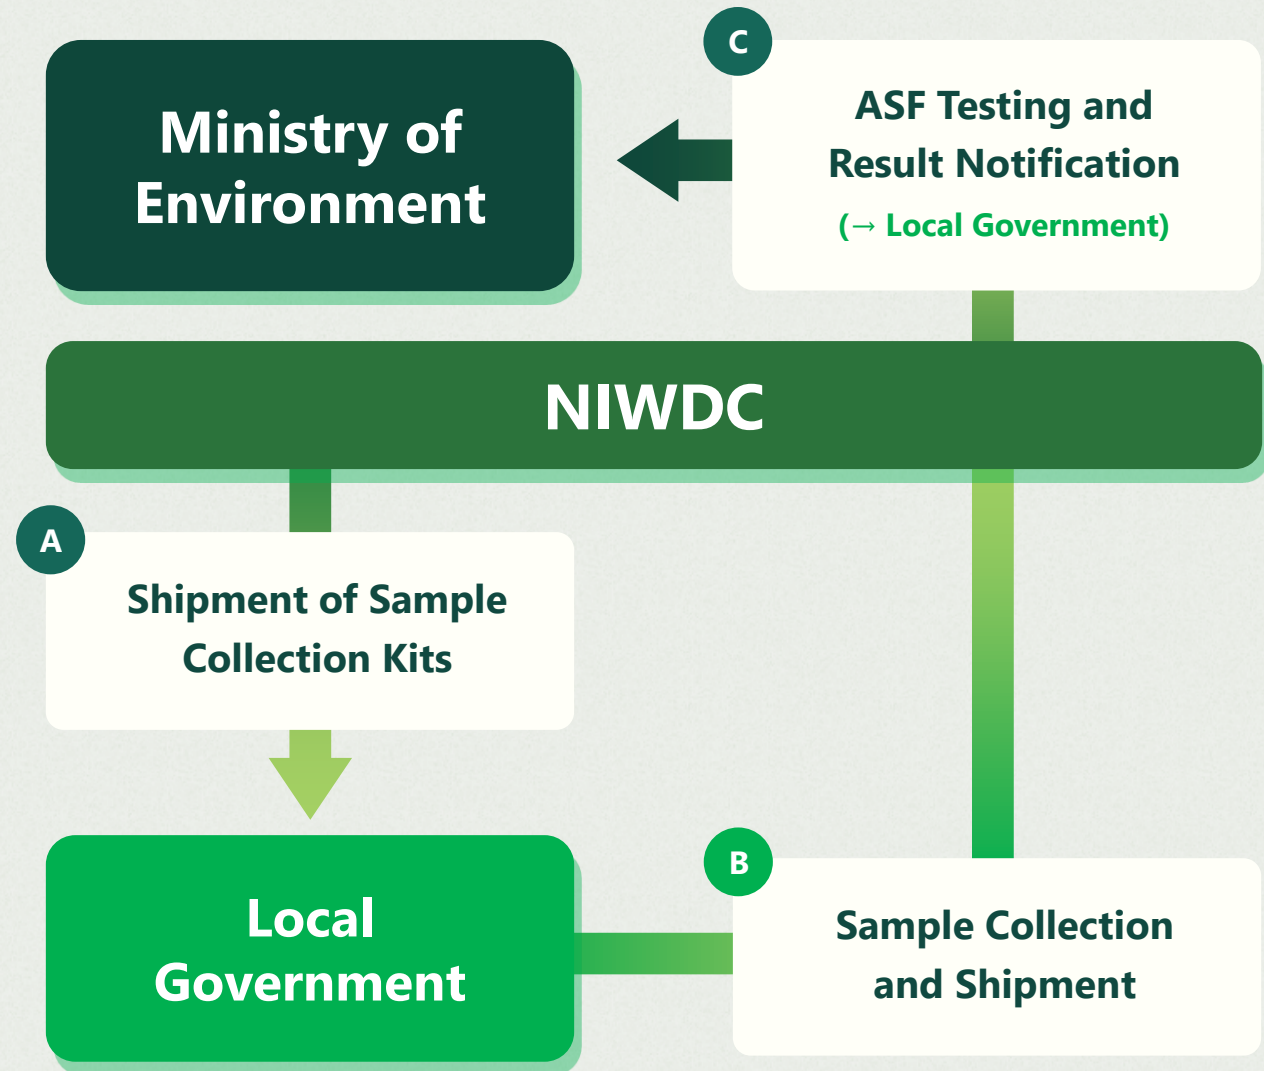 Ministry of
Environment
C
ASF Testing and
Result Notification
(→ Local Government)
NIWDC
A
Shipment of Sample
Collection Kits
Local
Government
B
Sample Collection
and Shipment